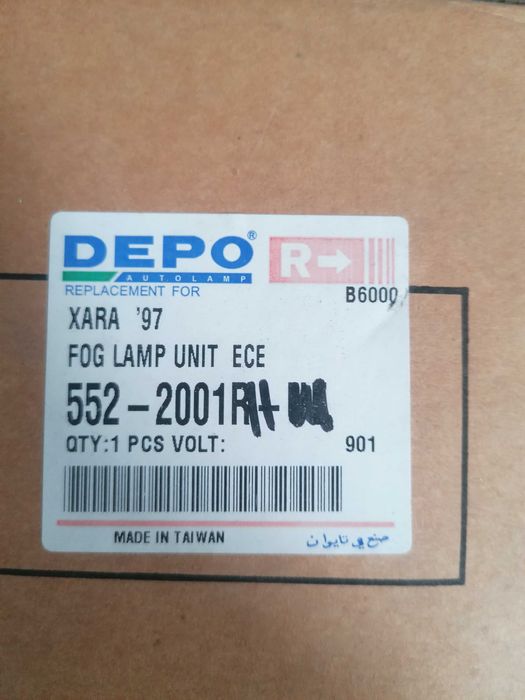 DEPO®
AUTOLAMP
R
REPLACEMENT FOR
B6000
XARA '97
FOG LAMP UNIT ECE
552-2001RH-
QTY:1 PCS VOLT: 901
MADE IN TAIWAN صنع في تايوان